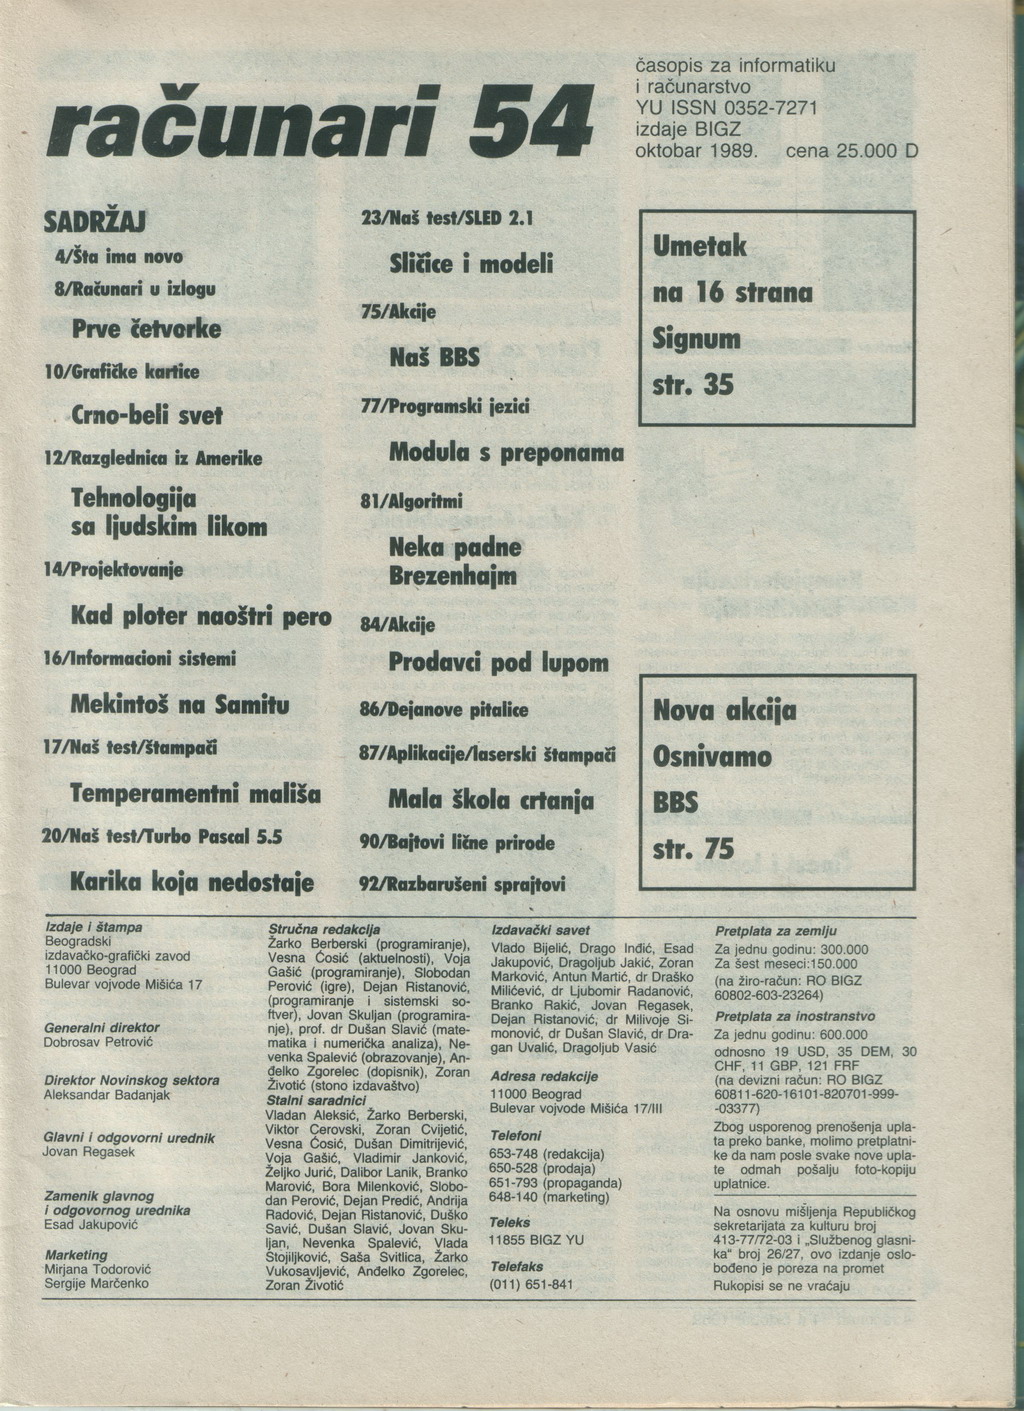 računari 54
časopis za informatiku
i računarstvo
YU ISSN 0352-7271
izdaje BIGZ
oktobar 1989. cena 25.000 D
SADRŽAJ
4/Šta ima novo
8/Računari u izlogu
Prve četvorke
10/Grafičke kartice
Crno-beli svet
12/Razglednica iz Amerike
Tehnologija
sa ljudskim likom
14/Projektovanje
Kad ploter naoštri pero
16/Informacioni sistemi
Mekintoš na Samitu
17/Naš test/štampači
Temperamentni mališa
20/Naš test/Turbo Pascal 5.5
Karika koja nedostaje
23/Naš test/SLED 2.1
Sličice i modeli
75/Akcije
Naš BBS
77/Programski jezici
Modula s preponama
81/Algoritmi
Neka padne
Brezenhajm
84/Akcije
Prodavci pod lupom
86/Dejanove pitalice
87/Aplikacije/laserski štampači
Mala škola crtanja
90/Bajtovi lične prirode
92/Razbarušeni sprajtovi
Umetak
na 16 strana
Signum
str. 35
Nova akcija
Osnivamo
BBS
str. 75
Izdaje i štampa
Beogradski
izdavačko-grafički zavod
11000 Beograd
Bulevar vojvode Mišića 17
Generalni direktor
Dobrosav Petrović
Direktor Novinskog sektora
Aleksandar Badanjak
Glavni i odgovorni urednik
Jovan Regasek
Zamenik glavnog
i odgovornog urednika
Esad Jakupović
Marketing
Mirjana Todorović
Sergije Marčenko
Stručna redakcija
Žarko Berberski (programiranje),
Vesna Ćosić (aktuelnosti), Voja
Gašić (programiranje), Slobodan
Perović (igre), Dejan Ristanović,
(programiranje i sistemski so-
ftver), Jovan Skuljan (programira-
nje), prof. dr Dušan Slavić (mate-
matika i numerička analiza), Ne-
venka Spalević (obrazovanje), An-
đelko Zgorelec (dopisnik), Zoran
Životić (stono izdavaštvo)
Stalni saradnici
Vladan Aleksić, Žarko Berberski,
Viktor Cerovski, Zoran Cvijetić,
Vesna Ćosić, Dušan Dimitrijević,
Voja Gašić, Vladimir Janković,
Željko Jurić, Dalibor Lanik, Branko
Marović, Bora Milenković, Slobo-
dan Perović, Dejan Predić, Andrija
Radović, Dejan Ristanović, Duško
Savić, Dušan Slavić, Jovan Sku-
ljan, Nevenka Spalević, Vlada
Stojiljković, Saša Svitlica, Žarko
Vukosavljević, Anđelko Zgorelec,
Zoran Životić
Izdavački savet
Vlado Bijelić, Drago Inđić, Esad
Jakupović, Dragoljub Jakić, Zoran
Marković, Antun Martić, dr Draško
Milićević, dr Ljubomir Radanović,
Branko Rakić, Jovan Regasek,
Dejan Ristanović, dr Milivoje Si-
monović, dr Dušan Slavić, dr Dra-
gan Uvalić, Dragoljub Vasić
Adresa redakcije
11000 Beograd
Bulevar vojvode Mišića 17/III
Telefoni
653-748 (redakcija)
650-528 (prodaja)
651-793 (propaganda)
648-140 (marketing)
Teleks
11855 BIGZ YU
Telefaks
(011) 651-841
Pretplata za zemlju
Za jednu godinu: 300.000
Za šest meseci:150.000
(na žiro-račun: RO BIGZ
60802-603-23264)
Pretplata za inostranstvo
Za jednu godinu: 600.000
odnosno 19 USD, 35 DEM, 30
CHF, 11 GBP, 121 FRF
(na devizni račun: RO BIGZ
60811-620-16101-820701-999-
-03377)
Zbog usporenog prenošenja upla-
ta preko banke, molimo pretplatni-
ke da nam posle svake nove upla-
te odmah pošalju foto-kopiju
uplatnice.
Na osnovu mišljenja Republičkog
sekretarijata za kulturu broj
413-77/72-03 i „Službenog glasni-
ka“ broj 26/27, ovo izdanje oslo-
bođeno je poreza na promet
Rukopisi se ne vraćaju